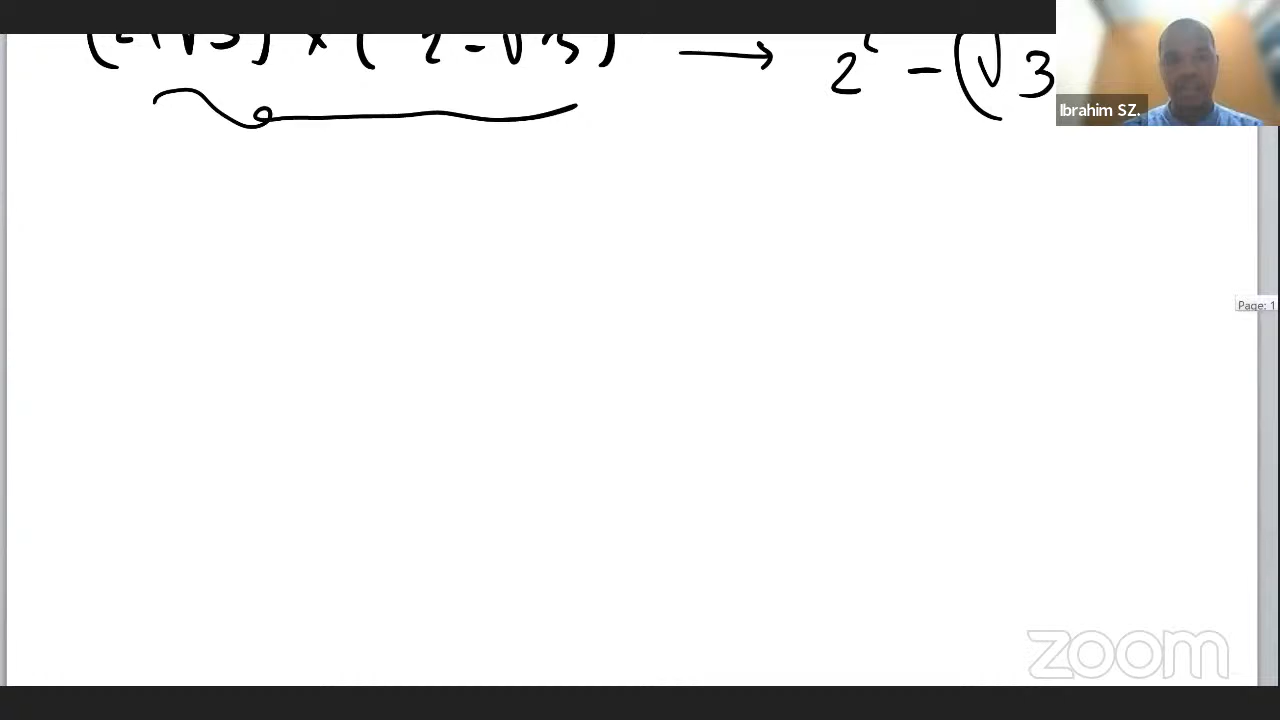 (2+√3) × (2-√3) → 2² - (√3
Ibrahim SZ.
Page: 1
zoom